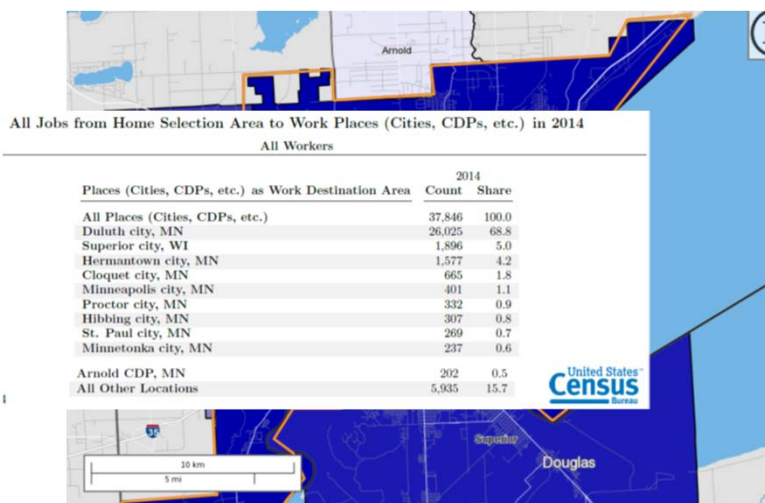 Arnold
All Jobs from Home Selection Area to Work Places (Cities, CDPs, etc.) in 2014
All Workers
2014
Places (Cities, CDPs, etc.) as Work Destination Area Count Share
All Places (Cities, CDPs, etc.) 37,846 100.0
Duluth city, MN 26,025 68.8
Superior city, WI 1,896 5.0
Hermantown city, MN 1,577 4.2
Cloquet city, MN 665 1.8
Minneapolis city, MN 401 1.1
Proctor city, MN 332 0.9
Hibbing city, MN 307 0.8
St. Paul city, MN 269 0.7
Minnetonka city, MN 237 0.6
Arnold CDP, MN 202 0.5
All Other Locations 5,935 15.7
United States™
Census
Bureau
35
Superior
Douglas
10 km
5 mi